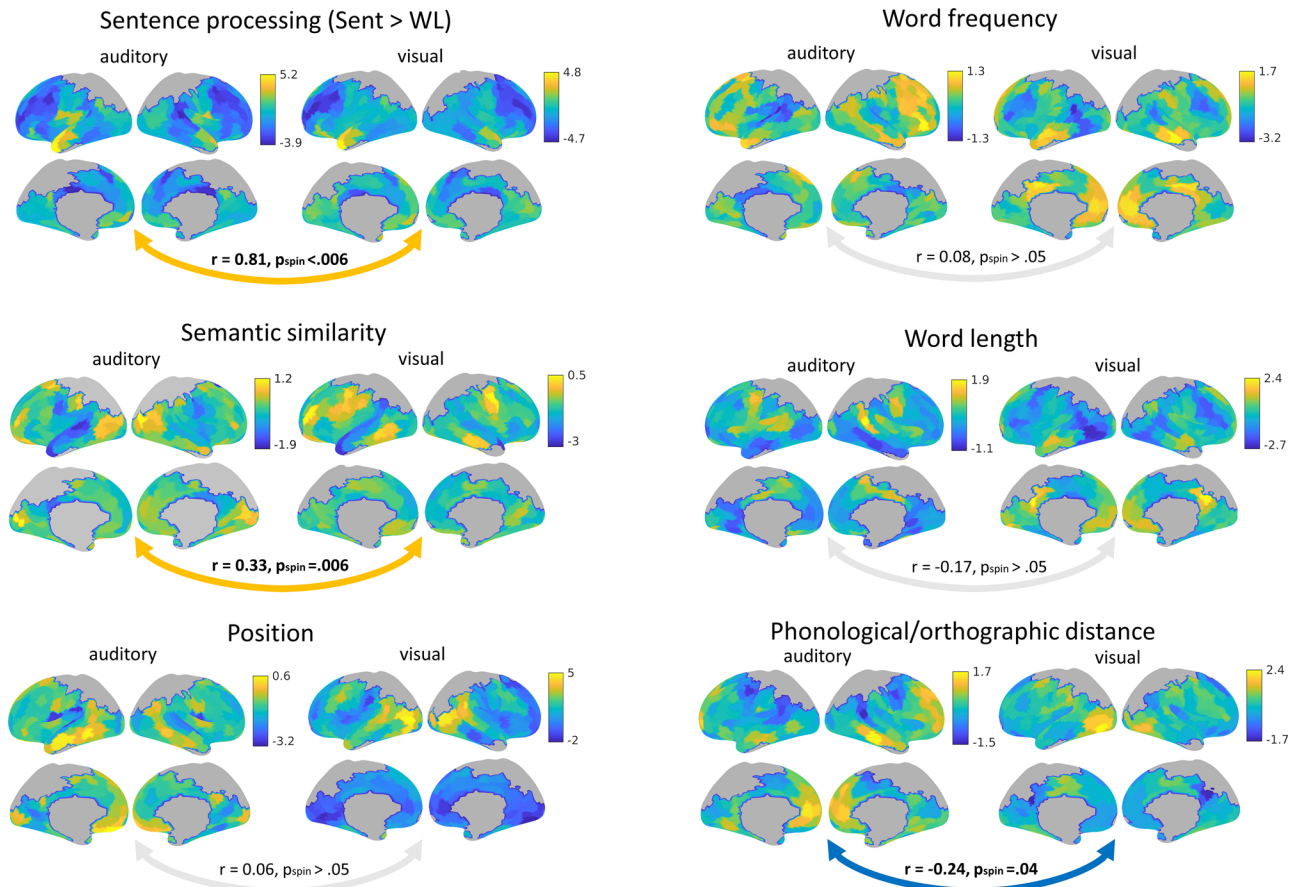 Sentence processing (Sent > WL)
auditory
visual
5.2
-3.9
4.8
-4.7
r = 0.81, pspin <.006
Word frequency
auditory
visual
1.3
-1.3
1.7
-3.2
r = 0.08, pspin > .05
Semantic similarity
auditory
visual
1.2
-1.9
0.5
-3
r = 0.33, pspin =.006
Word length
auditory
visual
1.9
-1.1
2.4
-2.7
r = -0.17, pspin > .05
Position
auditory
visual
0.6
-3.2
5
-2
r = 0.06, pspin > .05
Phonological/orthographic distance
auditory
visual
1.7
-1.5
2.4
-1.7
r = -0.24, pspin =.04